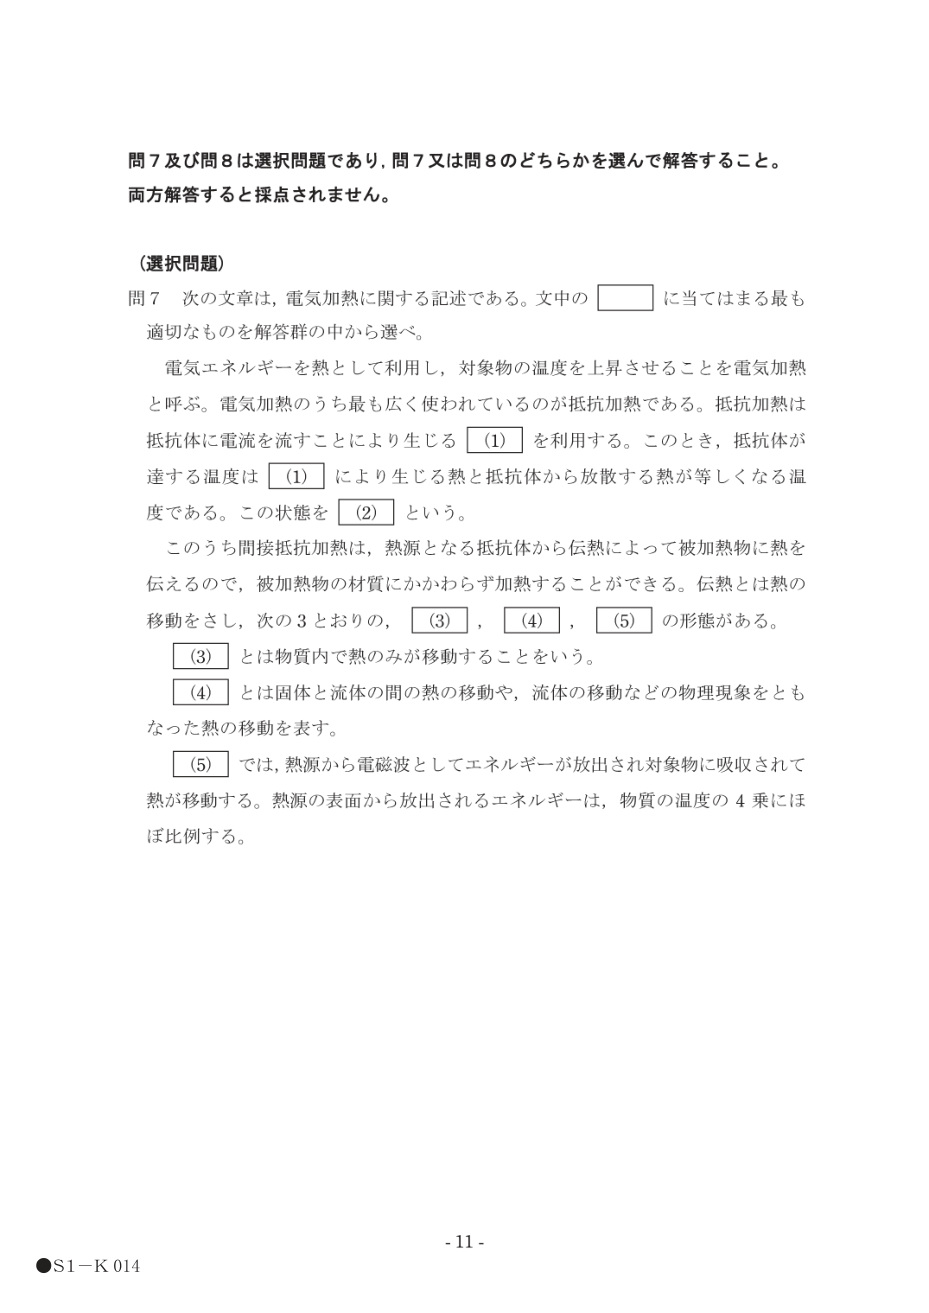 問7及び問8は選択問題であり,問7又は問8のどちらかを選んで解答すること。
両方解答すると採点されません。
（選択問題）
問7　次の文章は,電気加熱に関する記述である。文中の　　　に当てはまる最も
適切なものを解答群の中から選べ。
電気エネルギーを熱として利用し，対象物の温度を上昇させることを電気加熱
と呼ぶ。電気加熱のうち最も広く使われているのが抵抗加熱である。抵抗加熱は
抵抗体に電流を流すことにより生じる (1) を利用する。このとき，抵抗体が
達する温度は (1) により生じる熱と抵抗体から放散する熱が等しくなる温
度である。この状態を (2) という。
このうち間接抵抗加熱は，熱源となる抵抗体から伝熱によって被加熱物に熱を
伝えるので，被加熱物の材質にかかわらず加熱することができる。伝熱とは熱の
移動をさし，次の3とおりの， (3) ， (4) ， (5) の形態がある。
(3) とは物質内で熱のみが移動することをいう。
(4) とは固体と流体の間の熱の移動や，流体の移動などの物理現象をとも
なった熱の移動を表す。
(5) では,熱源から電磁波としてエネルギーが放出され対象物に吸収されて
熱が移動する。熱源の表面から放出されるエネルギーは，物質の温度の 4 乗にほ
ぼ比例する。
- 11 -
●S1－K 014